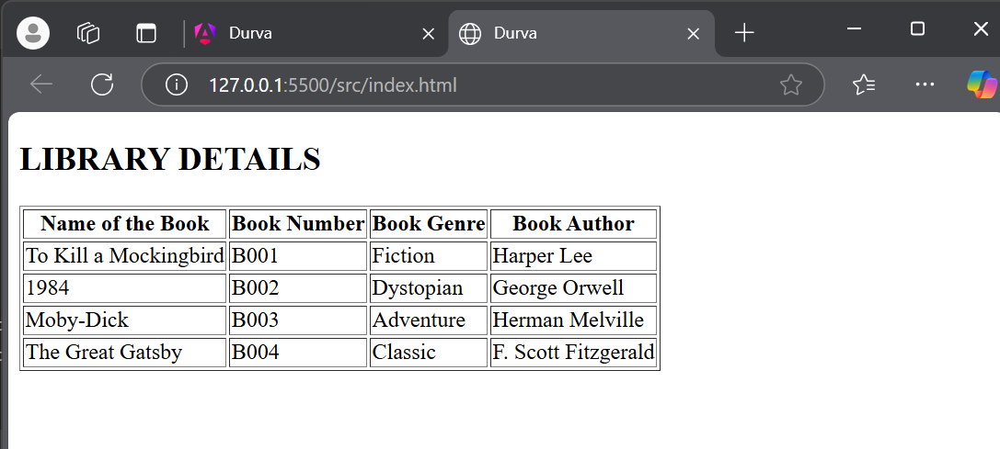 Durva Durva
127.0.0.1:5500/src/index.html
LIBRARY DETAILS
Name of the Book Book Number Book Genre Book Author
To Kill a Mockingbird B001 Fiction Harper Lee
1984 B002 Dystopian George Orwell
Moby-Dick B003 Adventure Herman Melville
The Great Gatsby B004 Classic F. Scott Fitzgerald